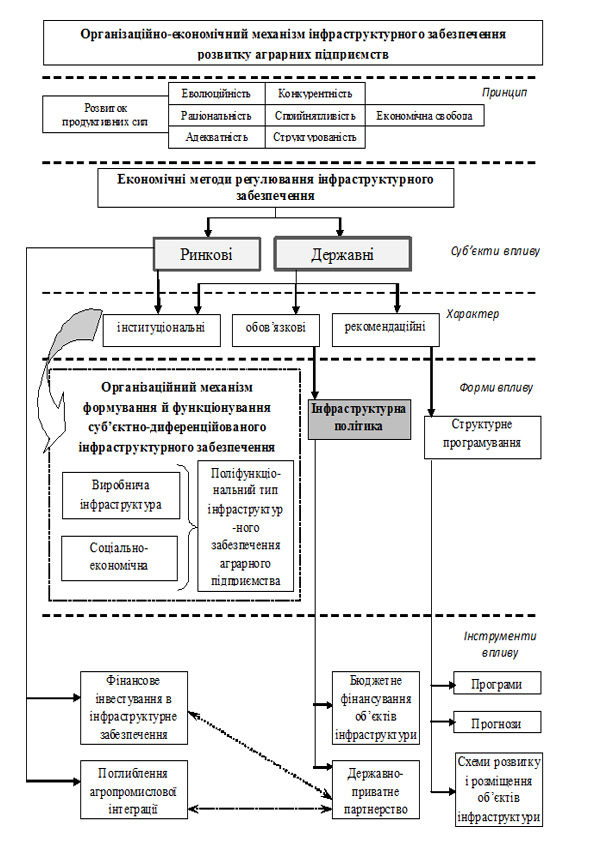 Організаційно-економічний механізм інфраструктурного забезпечення
розвитку аграрних підприємств
Принцип
Розвиток
продуктивних сил
Еволюційність
Конкурентність
Раціональність
Сприйнятливість
Економічна свобода
Адекватність
Структурованість
Економічні методи регулювання інфраструктурного
забезпечення
Ринкові
Державні
Суб’єкти впливу
Характер
інституціональні
обов’язкові
рекомендаційні
Організаційний механізм
формування й функціонування
суб’єктно-диференційованого
інфраструктурного забезпечення
Форми впливу
Інфраструктурна
політика
Структурне
програмування
Виробнича
інфраструктура
Соціально-
економічна
Поліфункціо-
нальний тип
інфраструктур
-ного
забезпечення
аграрного
підприємства
Інструменти
впливу
Фінансове
інвестування в
інфраструктурне
забезпечення
Бюджетне
фінансування
об’єктів
інфраструктури
Програми
Прогнози
Поглиблення
агропромислової
інтеграції
Державно-
приватне
партнерство
Схеми розвитку
і розміщення
об’єктів
інфраструктури